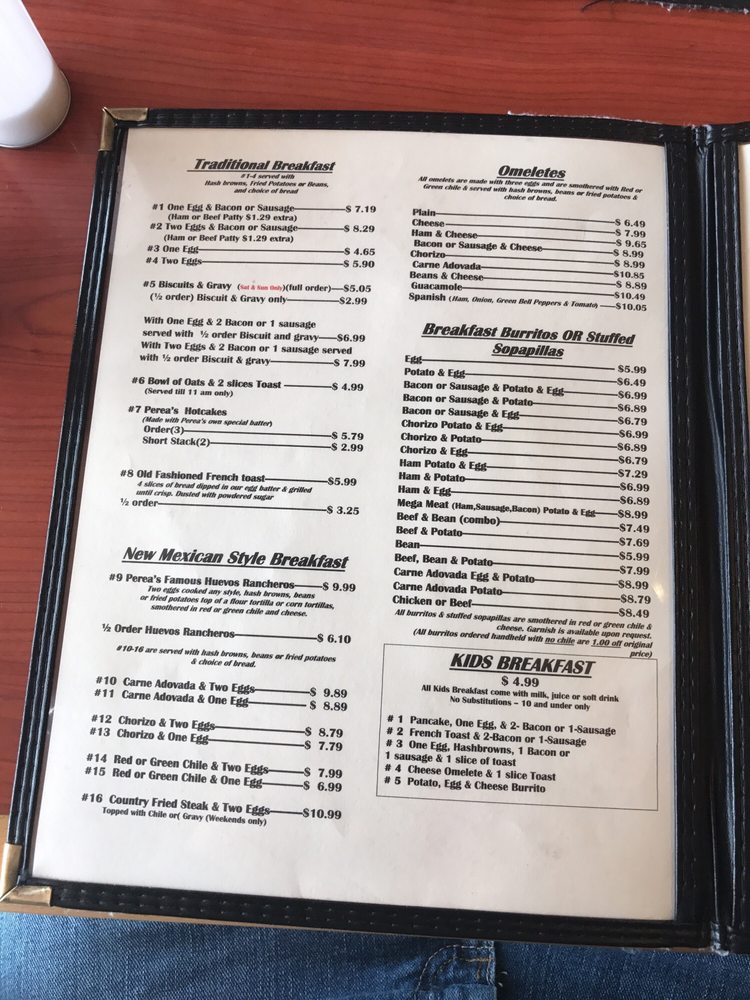 Traditional Breakfast
#1-4 served with
Hash browns, Fried Potatoes or Beans,
and choice of bread
#1 One Egg & Bacon or Sausage $ 7.19
(Ham or Beef Patty $1.29 extra)
#2 Two Eggs & Bacon or Sausage $ 8.29
(Ham or Beef Patty $1.29 extra)
#3 One Egg $ 4.65
#4 Two Eggs $ 5.90
#5 Biscuits & Gravy (Sat & Sun Only)(full order) $5.05
(½ order) Biscuit & Gravy only $2.99
With One Egg & 2 Bacon or 1 sausage
served with ½ order Biscuit and gravy $6.99
With Two Eggs & 2 Bacon or 1 sausage served
with ½ order Biscuit & gravy $ 7.99
#6 Bowl of Oats & 2 slices Toast $ 4.99
(Served till 11 am only)
#7 Perea's Hotcakes
(Made with Perea's own special batter)
Order(3) $ 5.79
Short Stack(2) $ 2.99
#8 Old Fashioned French toast $5.99
4 slices of bread dipped in our egg batter & grilled
until crisp. Dusted with powdered sugar
½ order $ 3.25
New Mexican Style Breakfast
#9 Perea's Famous Huevos Rancheros $ 9.99
Two eggs cooked any style, hash browns, beans
or fried potatoes top of a flour tortilla or corn tortillas,
smothered in red or green chile and cheese.
½ Order Huevos Rancheros $ 6.10
#10-16 are served with hash browns, beans or fried potatoes
& choice of bread.
#10 Carne Adovada & Two Eggs $ 9.89
#11 Carne Adovada & One Egg $ 8.89
#12 Chorizo & Two Eggs $ 8.79
#13 Chorizo & One Egg $ 7.79
#14 Red or Green Chile & Two Eggs $ 7.99
#15 Red or Green Chile & One Egg $ 6.99
#16 Country Fried Steak & Two Eggs $10.99
Topped with Chile or( Gravy (Weekends only)
Omeletes
All omelets are made with three eggs and are smothered with Red or
Green chile & served with hash browns, beans or fried potatoes &
choice of bread.
Plain $ 6.49
Cheese $ 7.99
Ham & Cheese $ 9.65
Bacon or Sausage & Cheese $ 8.99
Chorizo $ 8.99
Carne Adovada $10.85
Beans & Cheese $ 8.89
Guacamole $10.49
Spanish (Ham, Onion, Green Bell Peppers & Tomato) $10.05
Breakfast Burritos OR Stuffed
Sopapillas
Egg $5.99
Potato & Egg $6.49
Bacon or Sausage & Potato & Egg $6.99
Bacon or Sausage & Potato $6.89
Bacon or Sausage & Egg $6.79
Chorizo Potato & Egg $6.99
Chorizo & Potato $6.89
Chorizo & Egg $6.79
Ham Potato & Egg $7.29
Ham & Potato $6.99
Ham & Egg $6.89
Mega Meat (Ham,Sausage,Bacon) Potato & Egg $8.99
Beef & Bean (combo) $7.49
Beef & Potato $7.69
Bean $5.99
Beef, Bean & Potato $7.99
Carne Adovada Egg & Potato $8.99
Carne Adovada Potato $8.79
Chicken or Beef $8.49
All burritos & stuffed sopapillas are smothered in red or green chile &
cheese. Garnish is available upon request.
(All burritos ordered handheld with no chile are 1.00 off original
price)
KIDS BREAKFAST
$ 4.99
All Kids Breakfast come with milk, juice or soft drink
No Substitutions – 10 and under only
# 1 Pancake, One Egg, & 2- Bacon or 1-Sausage
# 2 French Toast & 2-Bacon or 1-Sausage
# 3 One Egg, Hashbrowns, 1 Bacon or
1 sausage & 1 slice of toast
# 4 Cheese Omelete & 1 slice Toast
# 5 Potato, Egg & Cheese Burrito